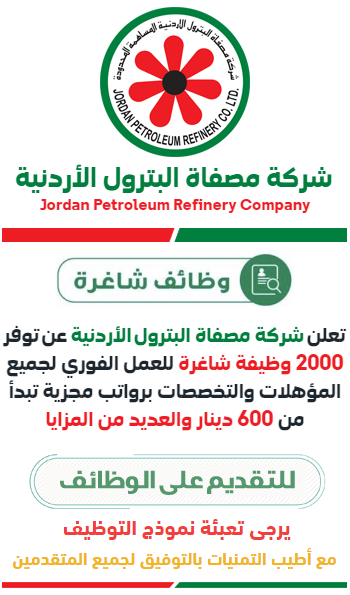 شركة مصفاة البترول الأردنية المساهمة المحدودة
JORDAN PETROLEUM REFINERY CO. LTD.
شركة مصفاة البترول الأردنية
Jordan Petroleum Refinery Company
وظائف شاغرة
تعلن شركة مصفاة البترول الأردنية عن توفر
2000 وظيفة شاغرة للعمل الفوري لجميع
المؤهلات والتخصصات برواتب مجزية تبدأ
من 600 دينار والعديد من المزايا
للتقديم على الوظائف
يرجى تعبئة نموذج التوظيف
مع أطيب التمنيات بالتوفيق لجميع المتقدمين